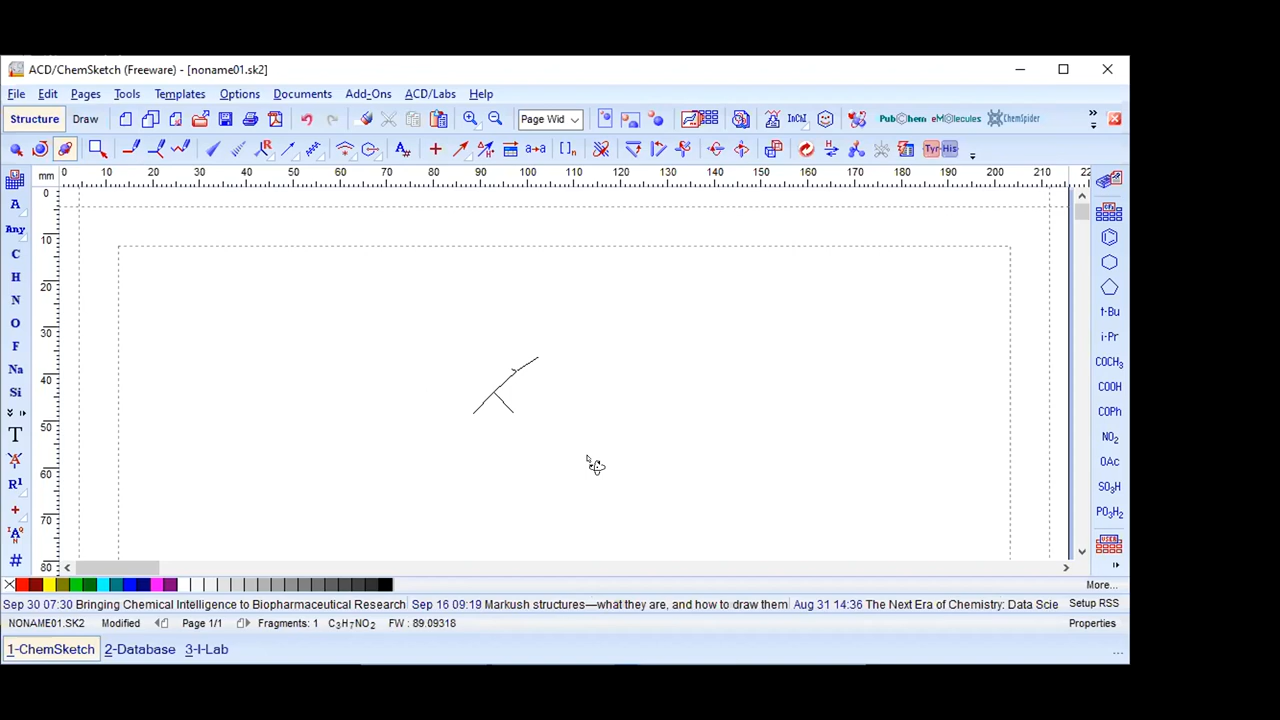 ACD/ChemSketch (Freeware) - [noname01.sk2]
File Edit Pages Tools Templates Options Documents Add-Ons ACD/Labs Help
Structure Draw Page Wid InChI PubChem eMolecules ChemSpider
a→a Tyr His
mm 0 10 20 30 40 50 60 70 80 90 100 110 120 130 140 150 160 170 180 190 200 210 22
0
10
20
30
40
50
60
70
80
A
Any
C
H
N
O
F
Na
Si
T
A
R1
#
t-Bu
i-Pr
COCH3
COOH
COPh
NO2
OAc
SO3H
PO3H2
USER
More...
Sep 30 07:30 Bringing Chemical Intelligence to Biopharmaceutical Research Sep 16 09:19 Markush structures—what they are, and how to draw them Aug 31 14:36 The Next Era of Chemistry: Data Scie Setup RSS
NONAME01.SK2 Modified Page 1/1 Fragments: 1 C3H7NO2 FW : 89.09318 Properties
1-ChemSketch 2-Database 3-I-Lab ...